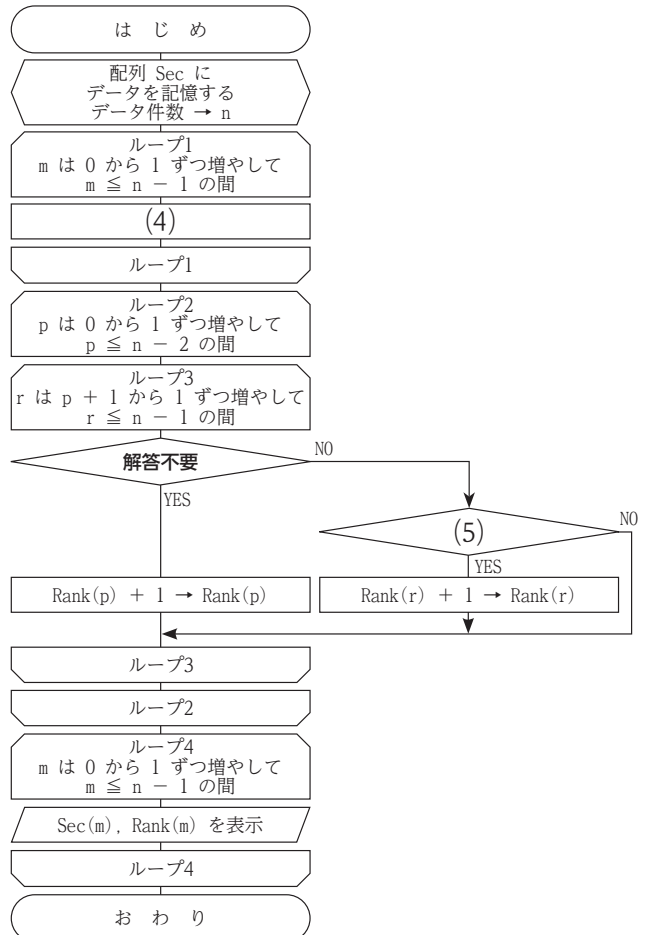 は じ め
配列 Sec に
データを記憶する
データ件数 → n
ループ1
m は 0 から 1 ずつ増やして
m ≦ n － 1 の間
(4)
ループ1
ループ2
p は 0 から 1 ずつ増やして
p ≦ n － 2 の間
ループ3
r は p + 1 から 1 ずつ増やして
r ≦ n － 1 の間
解答不要
NO
YES
(5)
NO
YES
Rank(p) + 1 → Rank(p)
Rank(r) + 1 → Rank(r)
ループ3
ループ2
ループ4
m は 0 から 1 ずつ増やして
m ≦ n － 1 の間
Sec(m), Rank(m) を表示
ループ4
お わ り